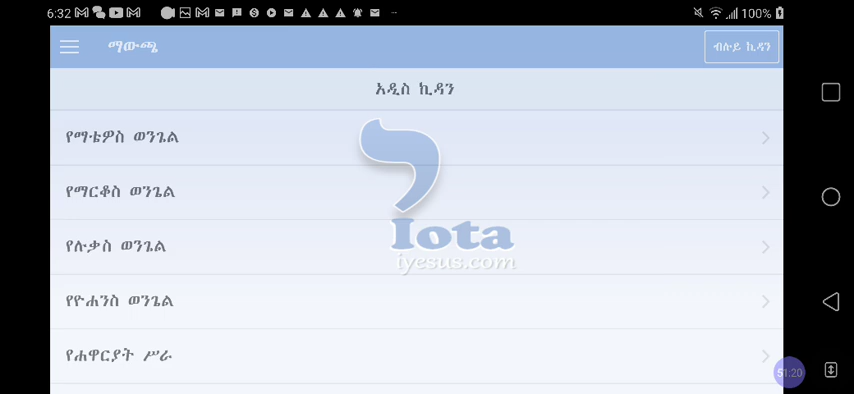 6:32
100%
ማውጫ
ብሉይ ኪዳን
አዲስ ኪዳን
የማቴዎስ ወንጌል
የማርቆስ ወንጌል
የሉቃስ ወንጌል
የዮሐንስ ወንጌል
የሐዋርያት ሥራ
Iota
iyesus.com
51:20